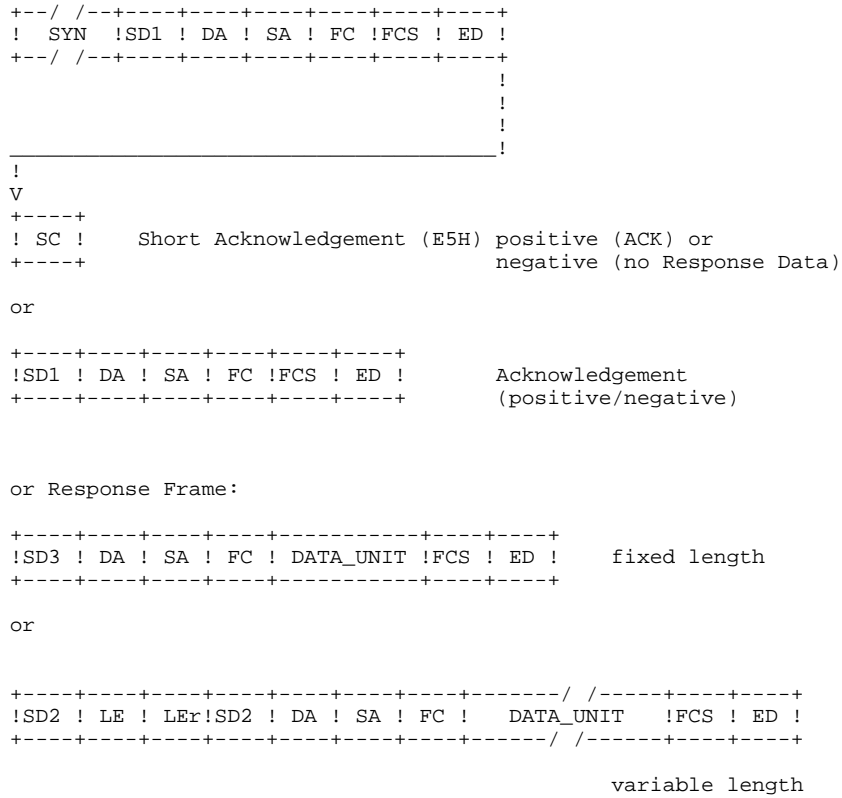 +--/ /--+----+----+----+----+----+----+
!  SYN  !SD1 ! DA ! SA ! FC !FCS ! ED !
+--/ /--+----+----+----+----+----+----+
                                      !
                                      !
                                      !
______________________________________!
!
V
+----+
! SC !    Short Acknowledgement (E5H) positive (ACK) or
+----+                                negative (no Response Data)

or

+----+----+----+----+----+----+
!SD1 ! DA ! SA ! FC !FCS ! ED !       Acknowledgement
+----+----+----+----+----+----+       (positive/negative)

or Response Frame:

+----+----+----+----+-----------+----+----+
!SD3 ! DA ! SA ! FC ! DATA_UNIT !FCS ! ED !    fixed length
+----+----+----+----+-----------+----+----+

or

+----+----+----+----+----+----+----+-------/ /-----+----+----+
!SD2 ! LE ! LEr!SD2 ! DA ! SA ! FC !   DATA_UNIT   !FCS ! ED !
+----+----+----+----+----+----+----+------/ /------+----+----+

                                               variable length